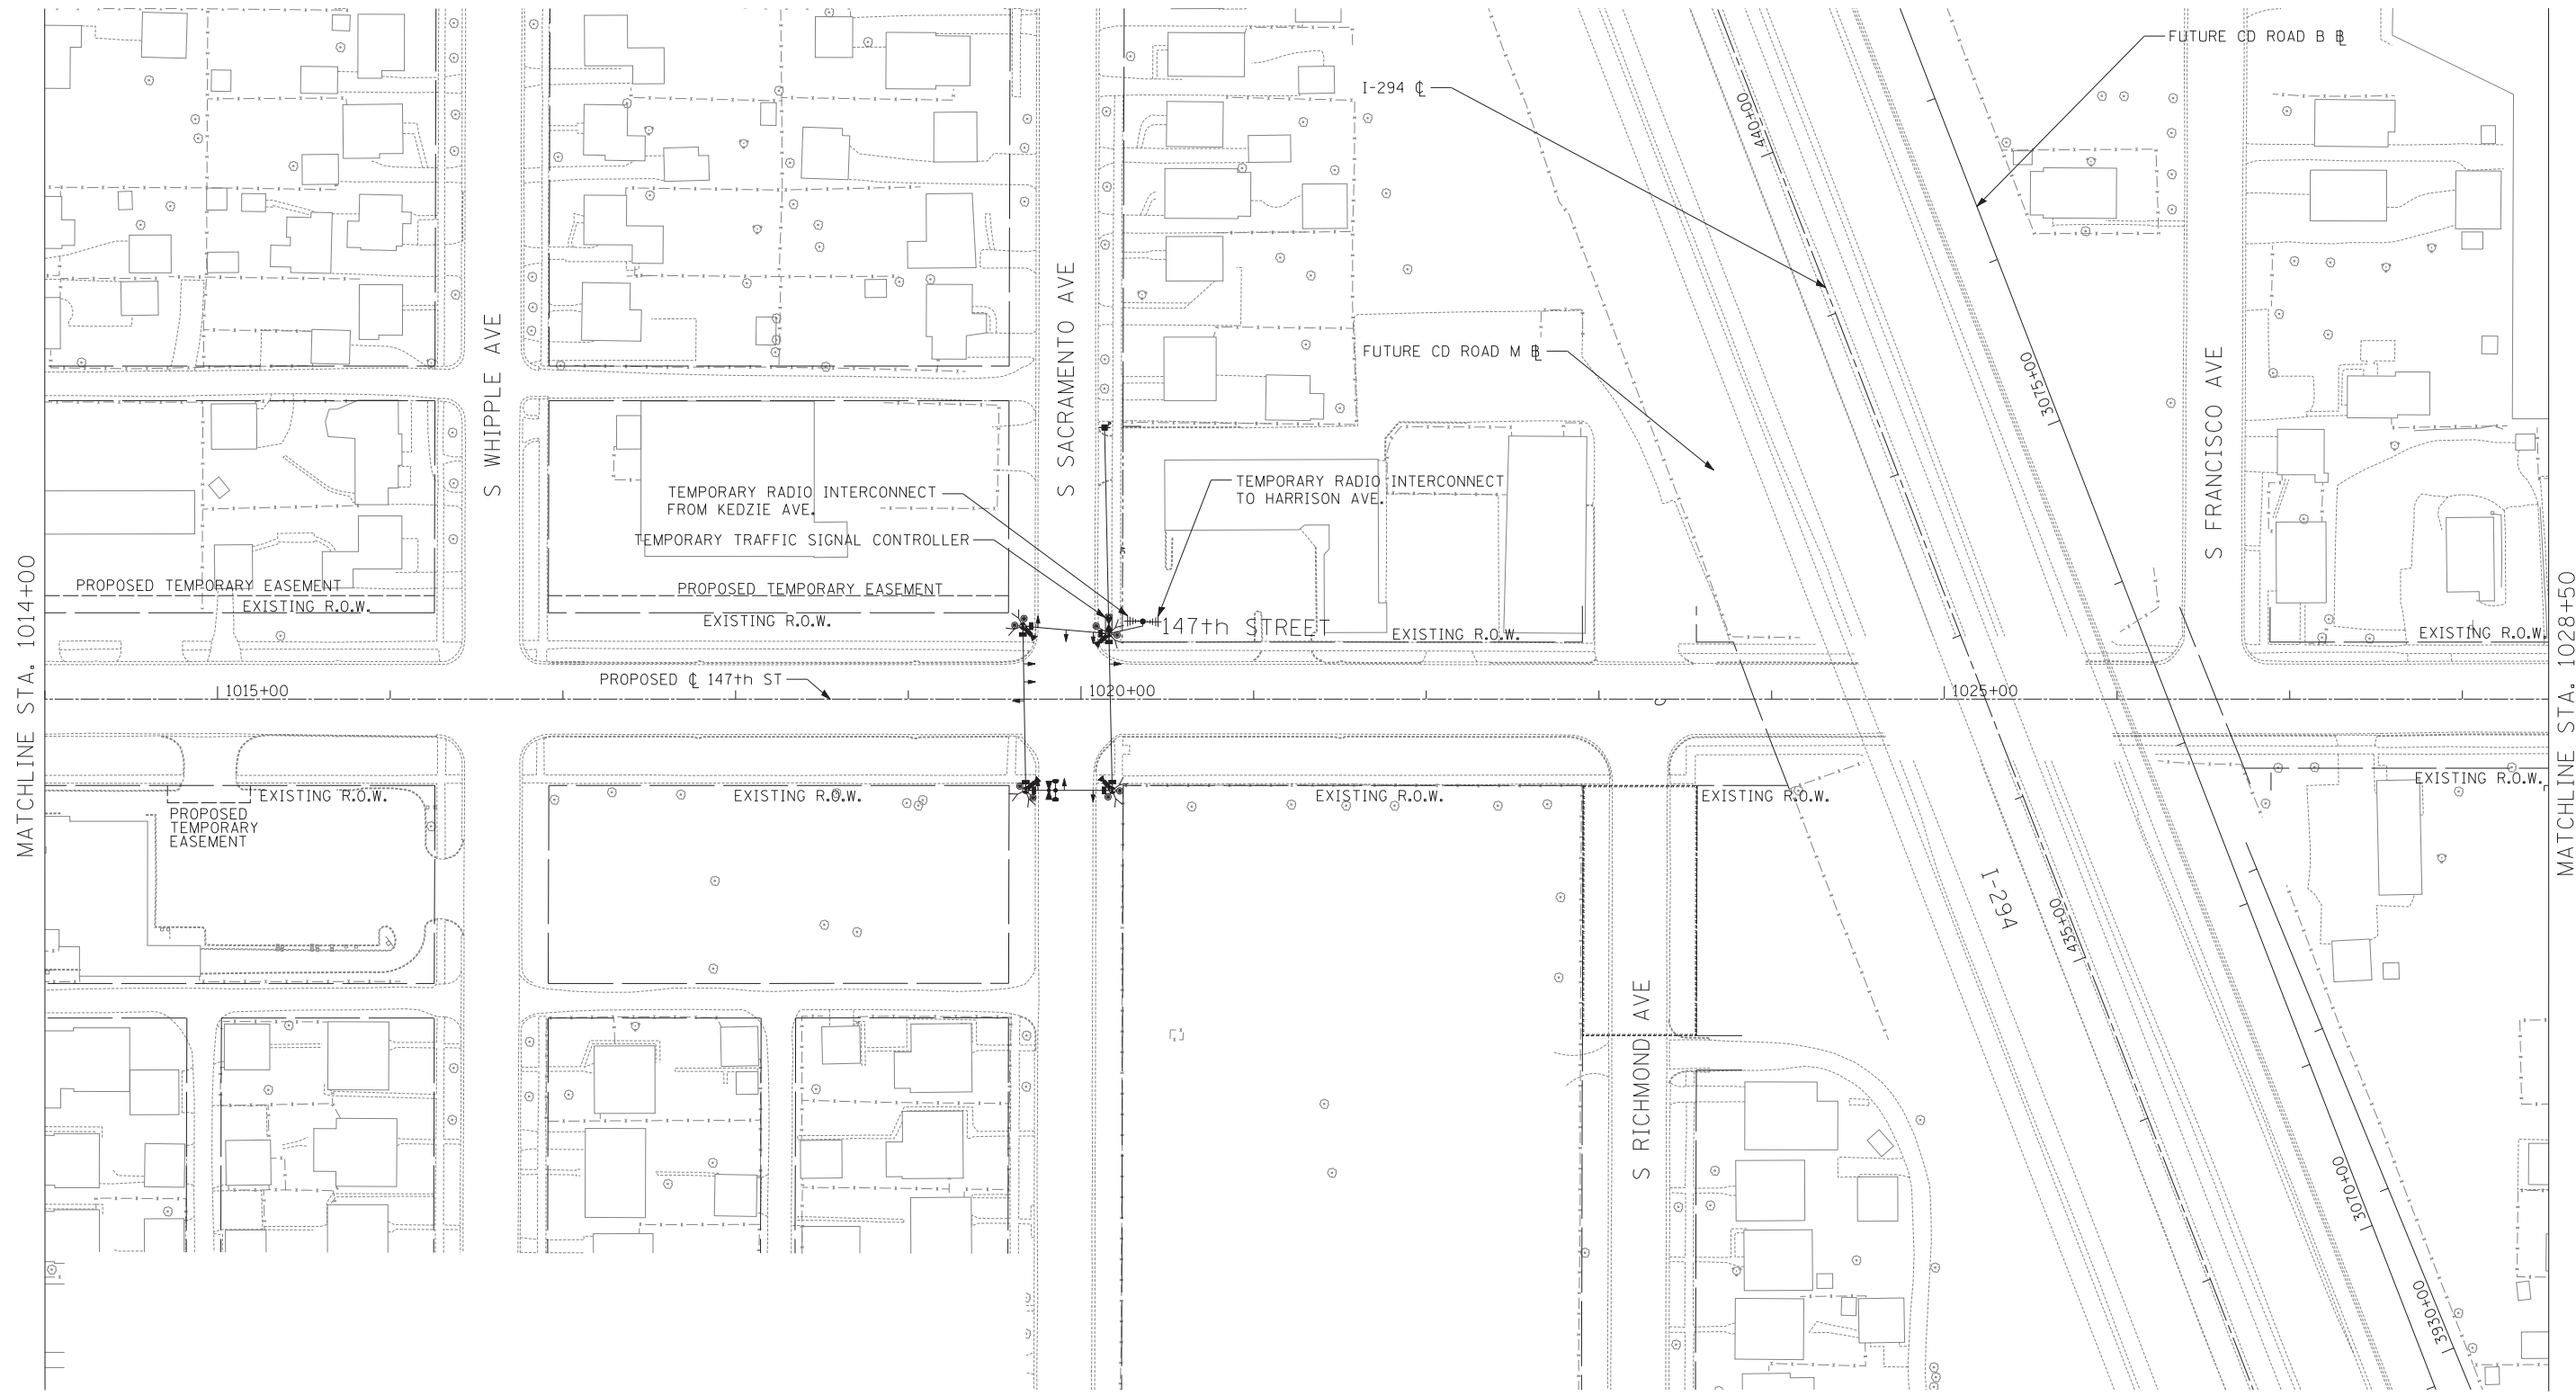 FUTURE CD ROAD B ⅊
I-294 ℄
440+00
S WHIPPLE AVE
S SACRAMENTO AVE
FUTURE CD ROAD M ⅊
3075+00
S FRANCISCO AVE
TEMPORARY RADIO INTERCONNECT
FROM KEDZIE AVE.
TEMPORARY RADIO INTERCONNECT
TO HARRISON AVE.
TEMPORARY TRAFFIC SIGNAL CONTROLLER
PROPOSED TEMPORARY EASEMENT
EXISTING R.O.W.
PROPOSED TEMPORARY EASEMENT
EXISTING R.O.W.
147th STREET
EXISTING R.O.W.
EXISTING R.O.W.
MATCHLINE STA. 1014+00
MATCHLINE STA. 1028+50
PROPOSED ℄ 147th ST
1015+00
1020+00
1025+00
EXISTING R.O.W.
EXISTING R.O.W.
EXISTING R.O.W.
EXISTING R.O.W.
EXISTING R.O.W.
PROPOSED
TEMPORARY
EASEMENT
I-294
435+00
S RICHMOND AVE
3070+00
3930+00